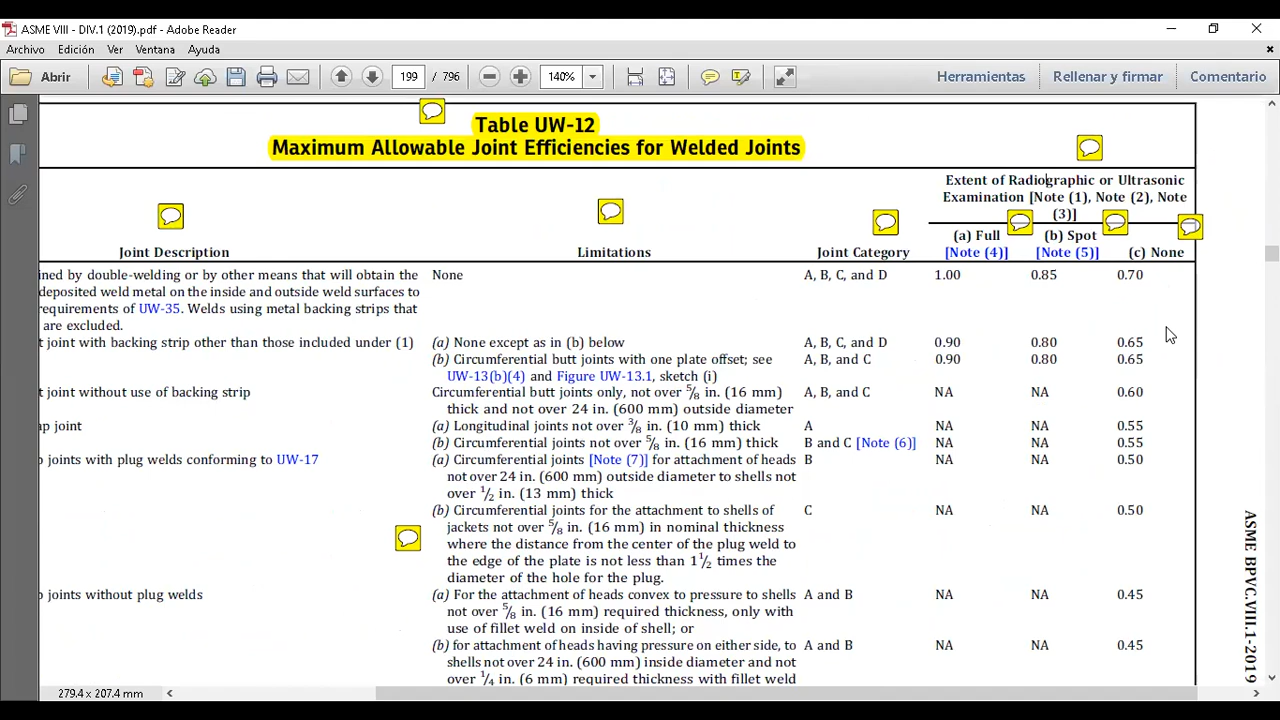 ASME VIII - DIV.1 (2019).pdf - Adobe Reader
Archivo Edición Ver Ventana Ayuda
Abrir 199 / 796 140% Herramientas Rellenar y firmar Comentario
Table UW-12
Maximum Allowable Joint Efficiencies for Welded Joints
Extent of Radiographic or Ultrasonic
Examination [Note (1), Note (2), Note
(3)]
(a) Full (b) Spot
Joint Description Limitations Joint Category [Note (4)] [Note (5)] (c) None
ined by double-welding or by other means that will obtain the None A, B, C, and D 1.00 0.85 0.70
deposited weld metal on the inside and outside weld surfaces to
requirements of UW-35. Welds using metal backing strips that
are excluded.
t joint with backing strip other than those included under (1) (a) None except as in (b) below A, B, C, and D 0.90 0.80 0.65
(b) Circumferential butt joints with one plate offset; see A, B, and C 0.90 0.80 0.65
UW-13(b)(4) and Figure UW-13.1, sketch (i)
t joint without use of backing strip Circumferential butt joints only, not over 5/8 in. (16 mm) A, B, and C NA NA 0.60
thick and not over 24 in. (600 mm) outside diameter
ap joint (a) Longitudinal joints not over 3/8 in. (10 mm) thick A NA NA 0.55
(b) Circumferential joints not over 5/8 in. (16 mm) thick B and C [Note (6)] NA NA 0.55
p joints with plug welds conforming to UW-17 (a) Circumferential joints [Note (7)] for attachment of heads B NA NA 0.50
not over 24 in. (600 mm) outside diameter to shells not
over 1/2 in. (13 mm) thick
(b) Circumferential joints for the attachment to shells of C NA NA 0.50
jackets not over 5/8 in. (16 mm) in nominal thickness
where the distance from the center of the plug weld to
the edge of the plate is not less than 1 1/2 times the
diameter of the hole for the plug.
p joints without plug welds (a) For the attachment of heads convex to pressure to shells A and B NA NA 0.45
not over 5/8 in. (16 mm) required thickness, only with
use of fillet weld on inside of shell; or
(b) for attachment of heads having pressure on either side, to A and B NA NA 0.45
shells not over 24 in. (600 mm) inside diameter and not
over 1/4 in. (6 mm) required thickness with fillet weld
ASME BPVC.VIII.1-2019
279.4 x 207.4 mm